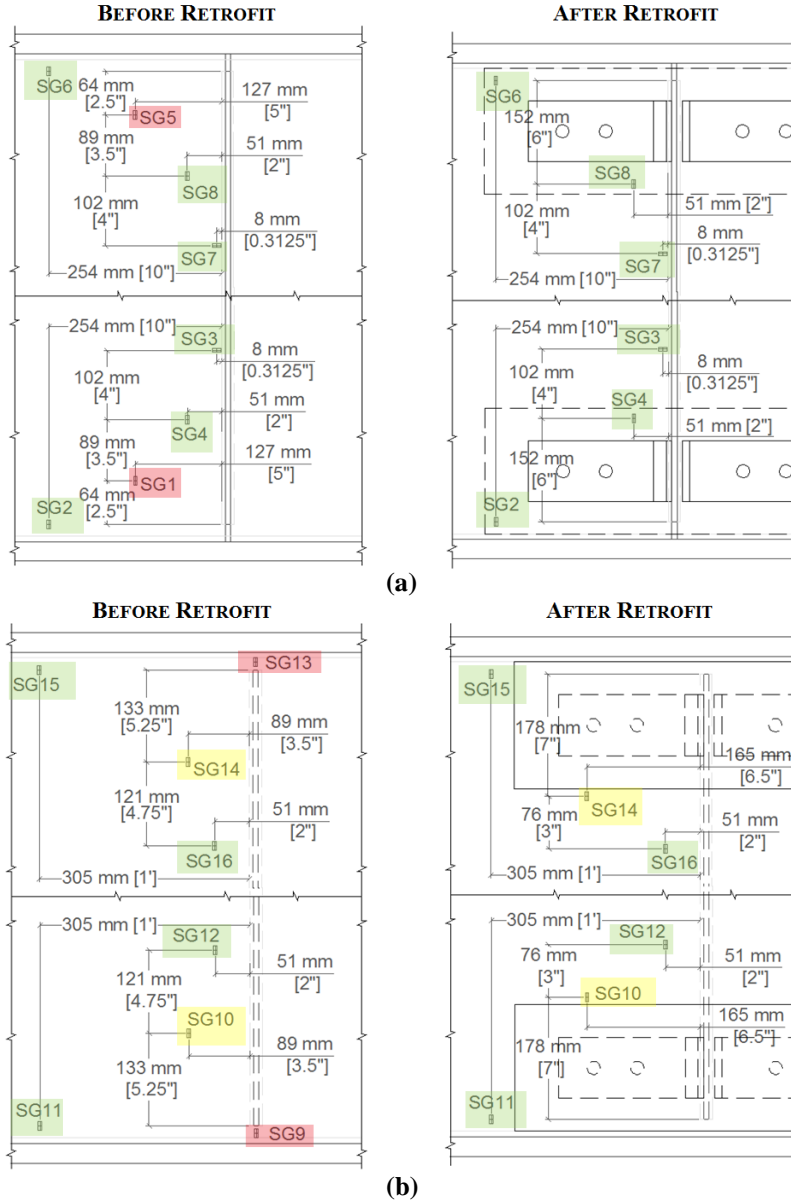 BEFORE RETROFIT
AFTER RETROFIT
SG6
64 mm
[2.5"]
SG5
127 mm
[5"]
89 mm
[3.5"]
51 mm
[2"]
SG8
102 mm
[4"]
8 mm
[0.3125"]
SG7
254 mm [10"]
254 mm [10"]
SG3
8 mm
[0.3125"]
102 mm
[4"]
51 mm
[2"]
SG4
89 mm
[3.5"]
127 mm
[5"]
SG1
64 mm
[2.5"]
SG2
SG6
152 mm
[6"]
SG8
51 mm [2"]
102 mm
[4"]
8 mm
[0.3125"]
SG7
254 mm [10"]
254 mm [10"]
SG3
8 mm
[0.3125"]
102 mm
[4"]
SG4
51 mm [2"]
152 mm
[6"]
SG2
(a)
BEFORE RETROFIT
AFTER RETROFIT
SG13
SG15
133 mm
[5.25"]
89 mm
[3.5"]
SG14
121 mm
[4.75"]
51 mm
[2"]
SG16
305 mm [1']
305 mm [1']
SG12
51 mm
[2"]
121 mm
[4.75"]
SG10
89 mm
[3.5"]
133 mm
[5.25"]
SG11
SG9
SG15
178 mm
[7"]
165 mm
[6.5"]
SG14
76 mm
[3"]
51 mm
[2"]
SG16
305 mm [1']
305 mm [1']
SG12
76 mm
[3"]
51 mm
[2"]
SG10
165 mm
[6.5"]
178 mm
[7"]
SG11
(b)